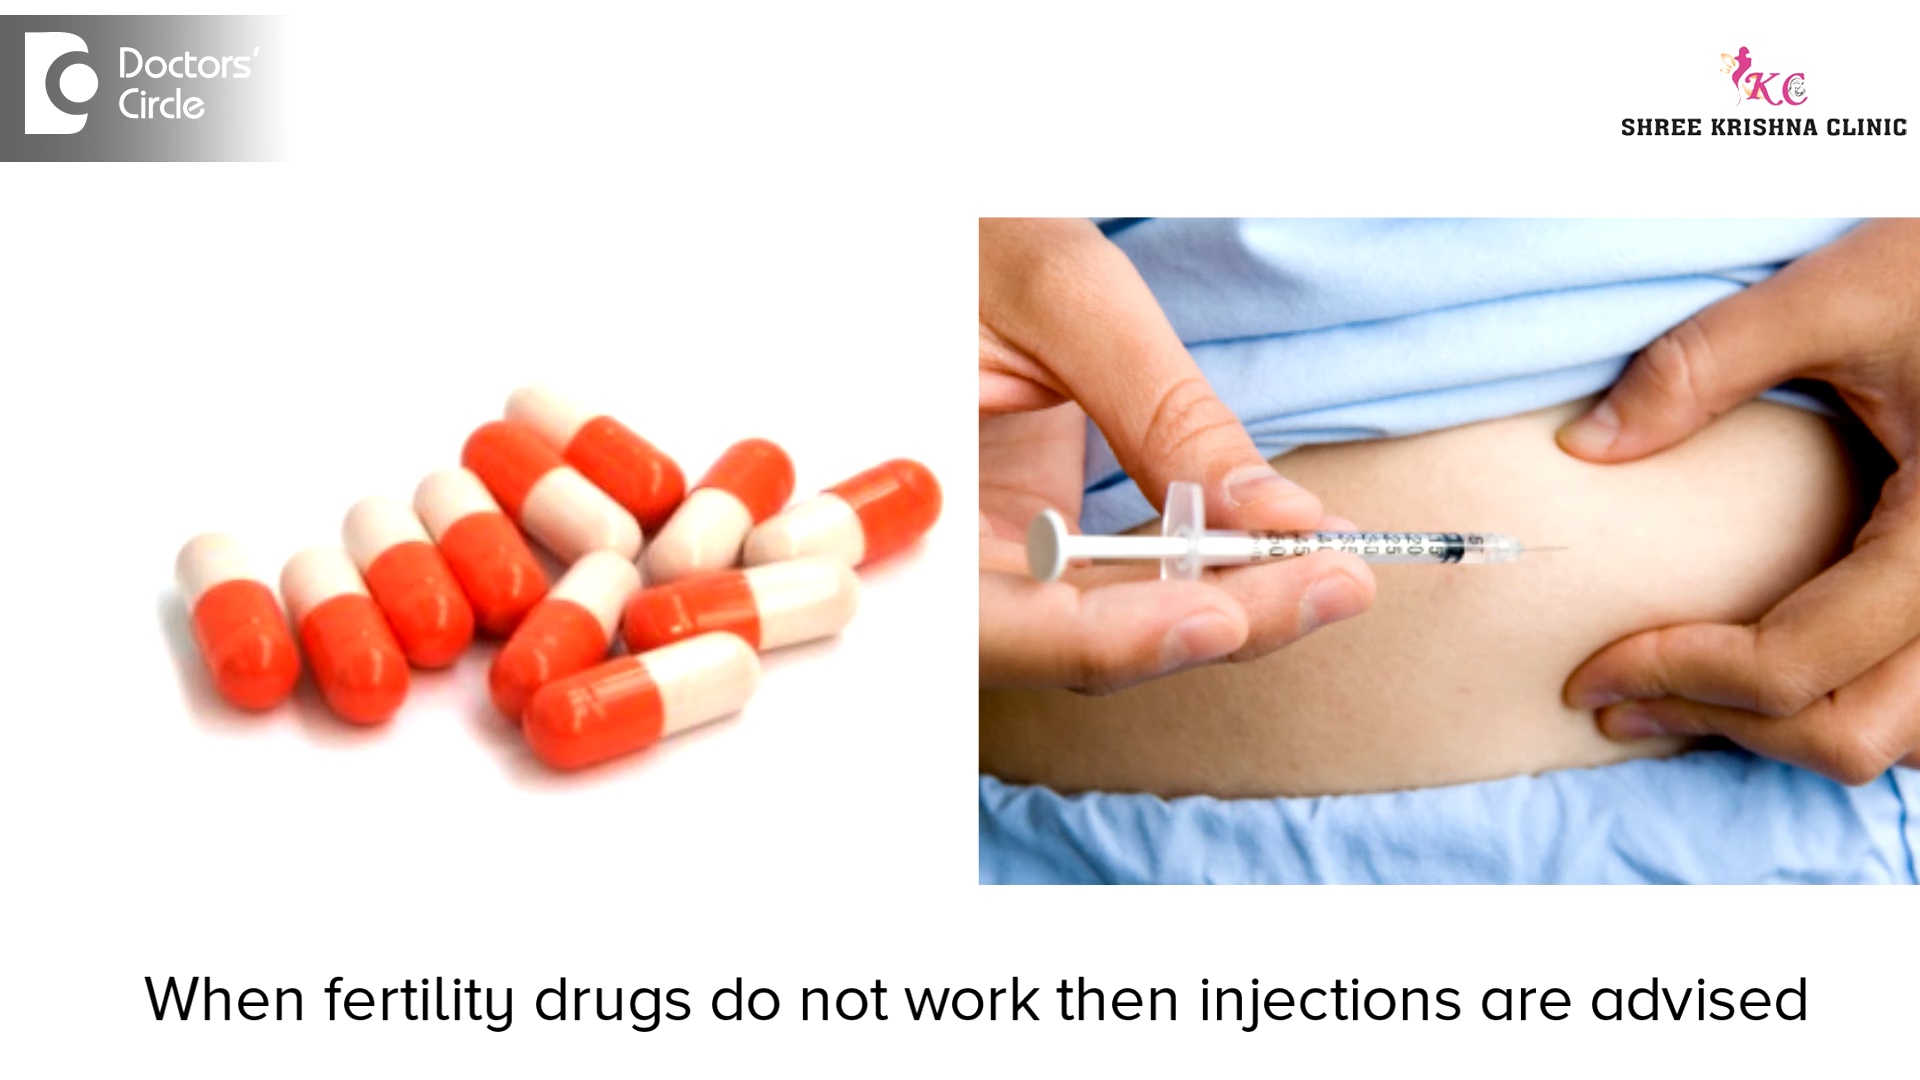 Doctors'
Circle
KC
SHREE KRISHNA CLINIC
When fertility drugs do not work then injections are advised